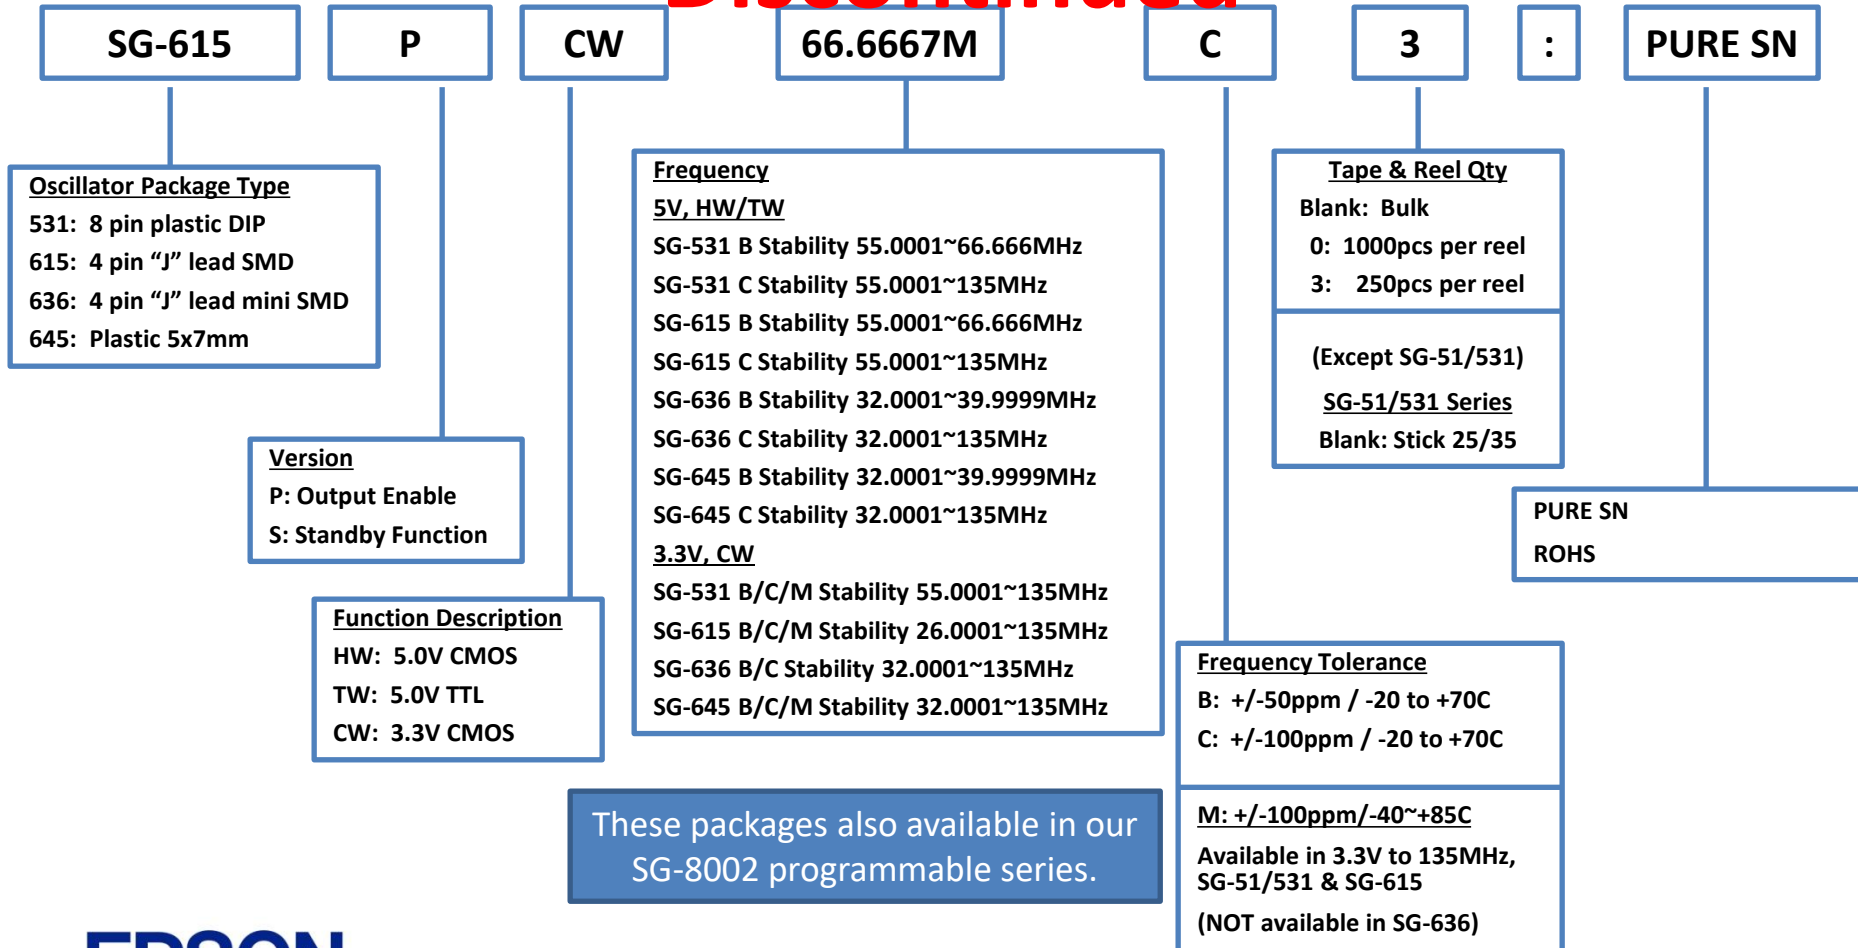 Discontinued
SG-615 P CW 66.6667M C 3 : PURE SN
Oscillator Package Type
531: 8 pin plastic DIP
615: 4 pin “J” lead SMD
636: 4 pin “J” lead mini SMD
645: Plastic 5x7mm
Version
P: Output Enable
S: Standby Function
Function Description
HW: 5.0V CMOS
TW: 5.0V TTL
CW: 3.3V CMOS
Frequency
5V, HW/TW
SG-531 B Stability 55.0001~66.666MHz
SG-531 C Stability 55.0001~135MHz
SG-615 B Stability 55.0001~66.666MHz
SG-615 C Stability 55.0001~135MHz
SG-636 B Stability 32.0001~39.9999MHz
SG-636 C Stability 32.0001~135MHz
SG-645 B Stability 32.0001~39.9999MHz
SG-645 C Stability 32.0001~135MHz
3.3V, CW
SG-531 B/C/M Stability 55.0001~135MHz
SG-615 B/C/M Stability 26.0001~135MHz
SG-636 B/C Stability 32.0001~135MHz
SG-645 B/C/M Stability 32.0001~135MHz
Tape & Reel Qty
Blank: Bulk
0: 1000pcs per reel
3: 250pcs per reel
(Except SG-51/531)
SG-51/531 Series
Blank: Stick 25/35
PURE SN
ROHS
Frequency Tolerance
B: +/-50ppm / -20 to +70C
C: +/-100ppm / -20 to +70C
M: +/-100ppm/-40~+85C
Available in 3.3V to 135MHz,
SG-51/531 & SG-615
(NOT available in SG-636)
These packages also available in our
SG-8002 programmable series.
EPSON